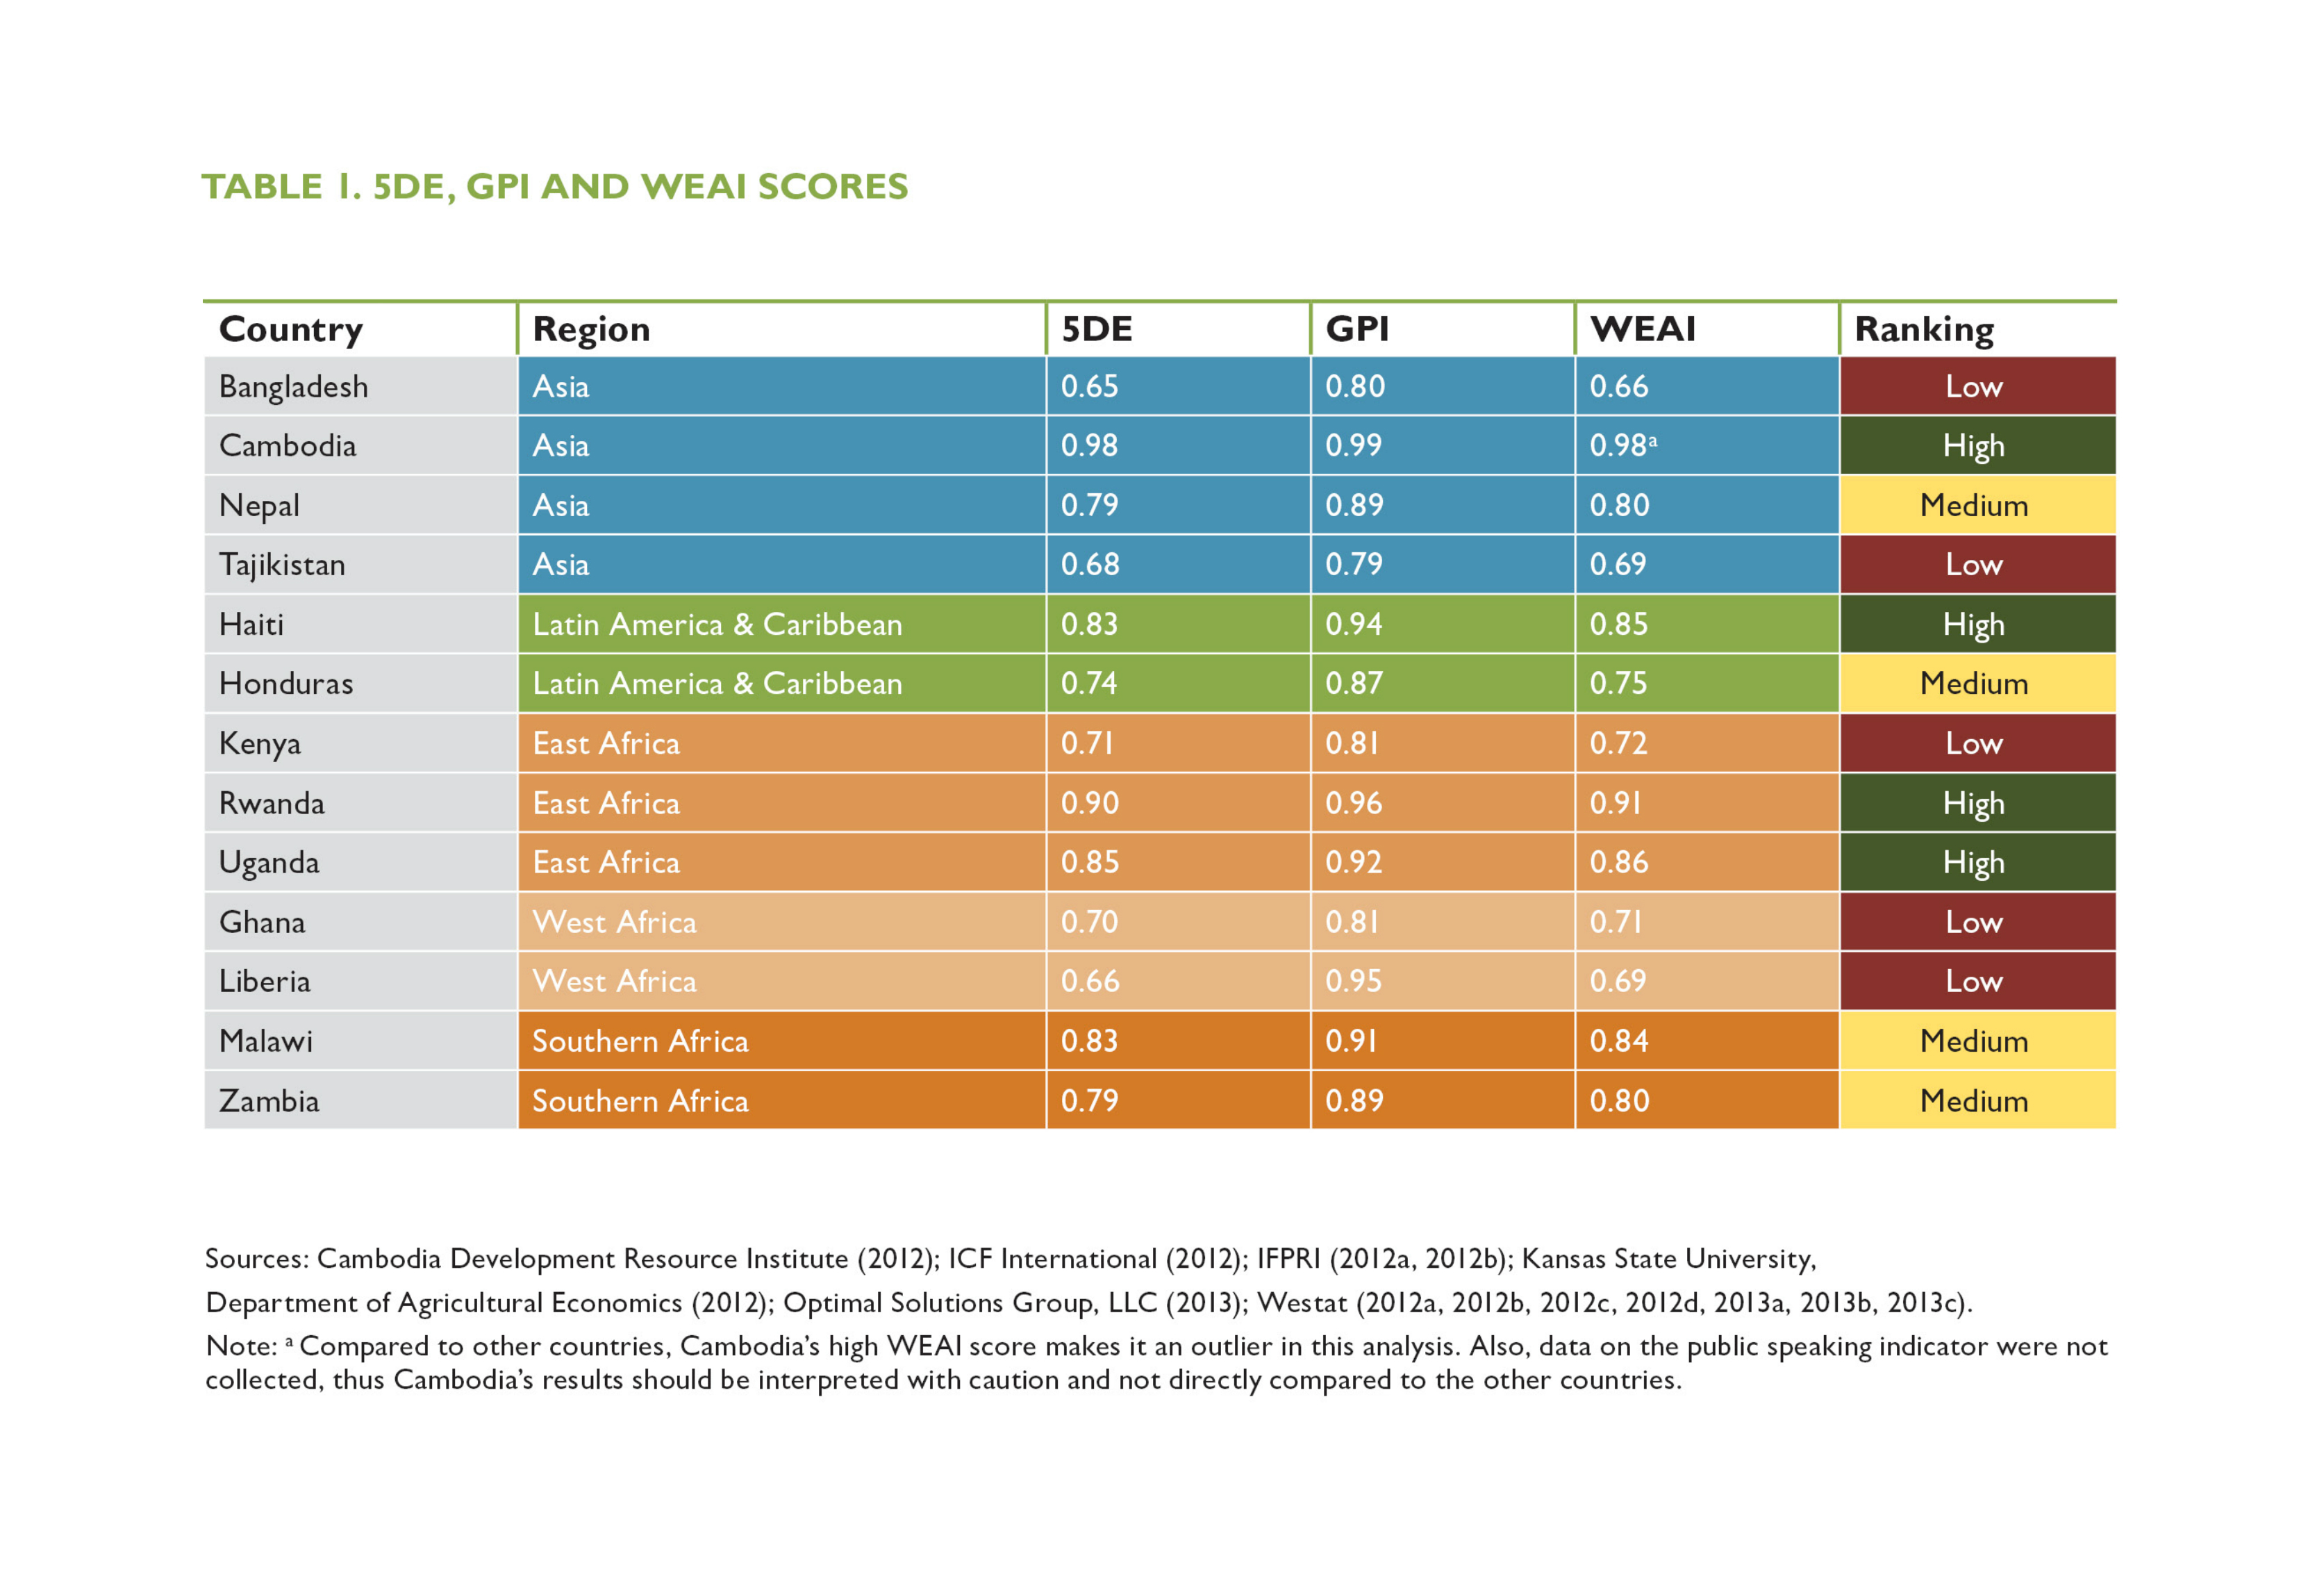 TABLE 1. 5DE, GPI AND WEAI SCORES
Country Region 5DE GPI WEAI Ranking
Bangladesh Asia 0.65 0.80 0.66 Low
Cambodia Asia 0.98 0.99 0.98ᵃ High
Nepal Asia 0.79 0.89 0.80 Medium
Tajikistan Asia 0.68 0.79 0.69 Low
Haiti Latin America & Caribbean 0.83 0.94 0.85 High
Honduras Latin America & Caribbean 0.74 0.87 0.75 Medium
Kenya East Africa 0.71 0.81 0.72 Low
Rwanda East Africa 0.90 0.96 0.91 High
Uganda East Africa 0.85 0.92 0.86 High
Ghana West Africa 0.70 0.81 0.71 Low
Liberia West Africa 0.66 0.95 0.69 Low
Malawi Southern Africa 0.83 0.91 0.84 Medium
Zambia Southern Africa 0.79 0.89 0.80 Medium
Sources: Cambodia Development Resource Institute (2012); ICF International (2012); IFPRI (2012a, 2012b); Kansas State University,
Department of Agricultural Economics (2012); Optimal Solutions Group, LLC (2013); Westat (2012a, 2012b, 2012c, 2012d, 2013a, 2013b, 2013c).
Note: ᵃ Compared to other countries, Cambodia’s high WEAI score makes it an outlier in this analysis. Also, data on the public speaking indicator were not
collected, thus Cambodia’s results should be interpreted with caution and not directly compared to the other countries.